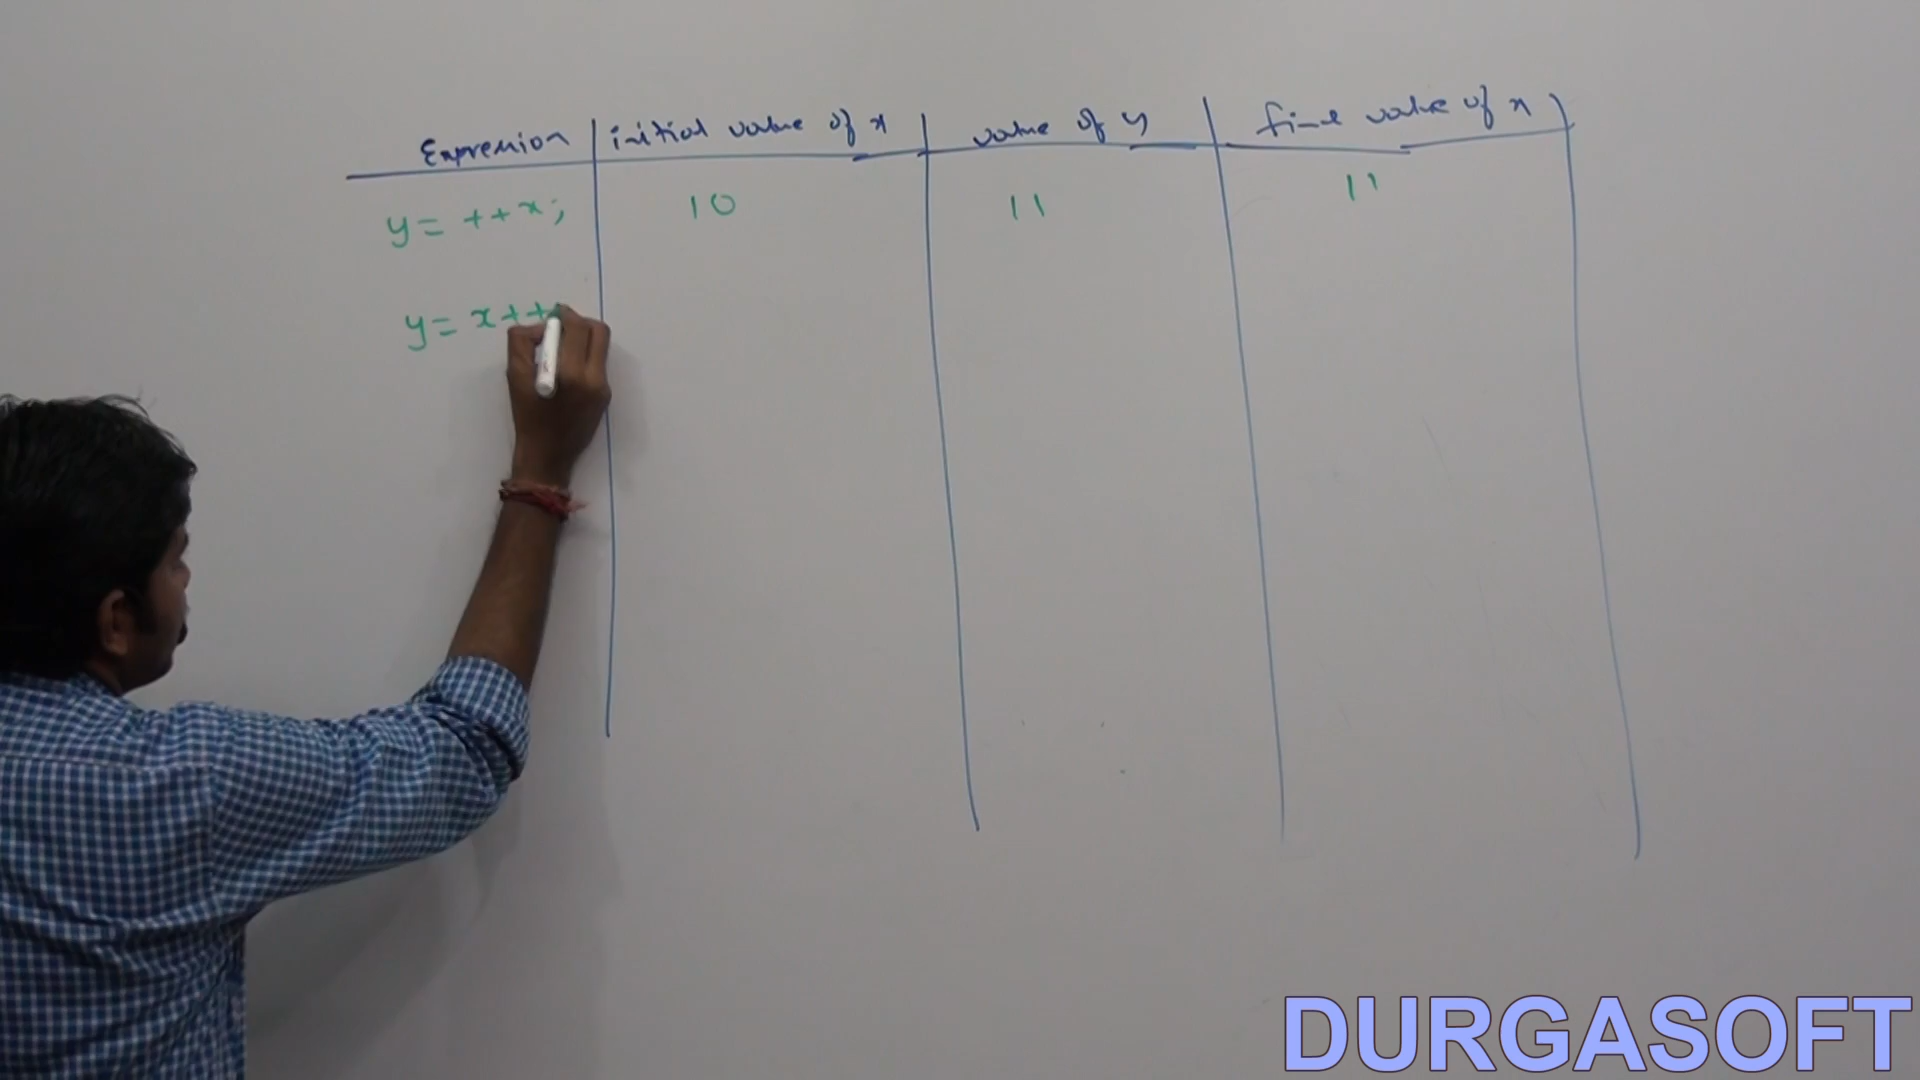 Expression initial value of x value of y final value of x
y = ++x; 10 11 11
y = x++
DURGASOFT